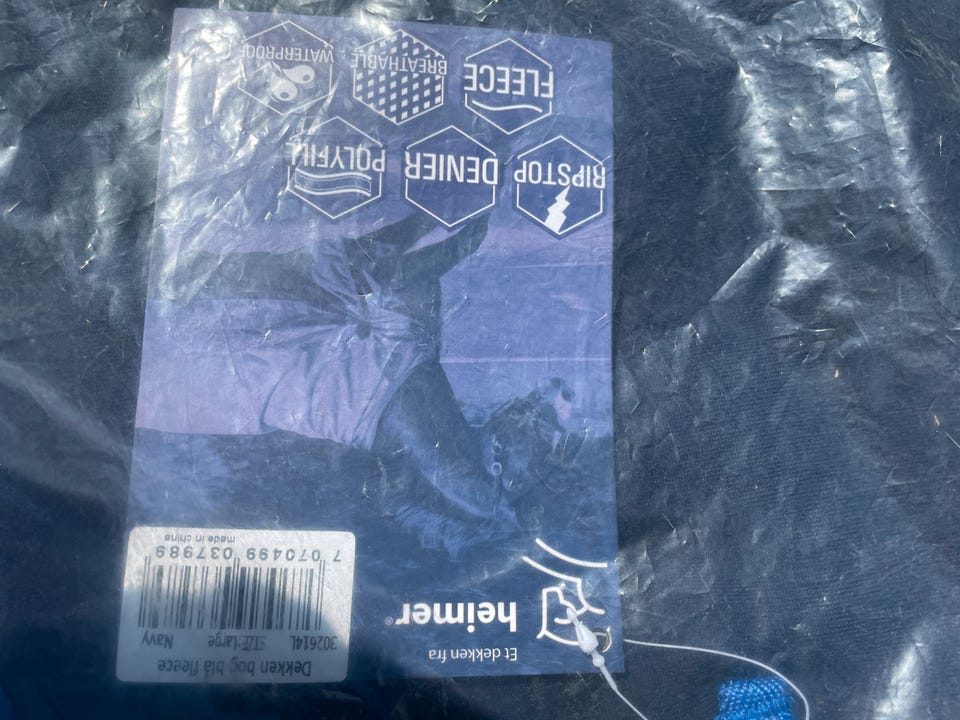 Et dekken fra
heimer®
Dekken bog blå fleece
302614L SIZE:Large Navy
7 070499 037989
made in china
RIPSTOP DENIER POLYFILL
FLEECE BREATHABLE WATERPROOF